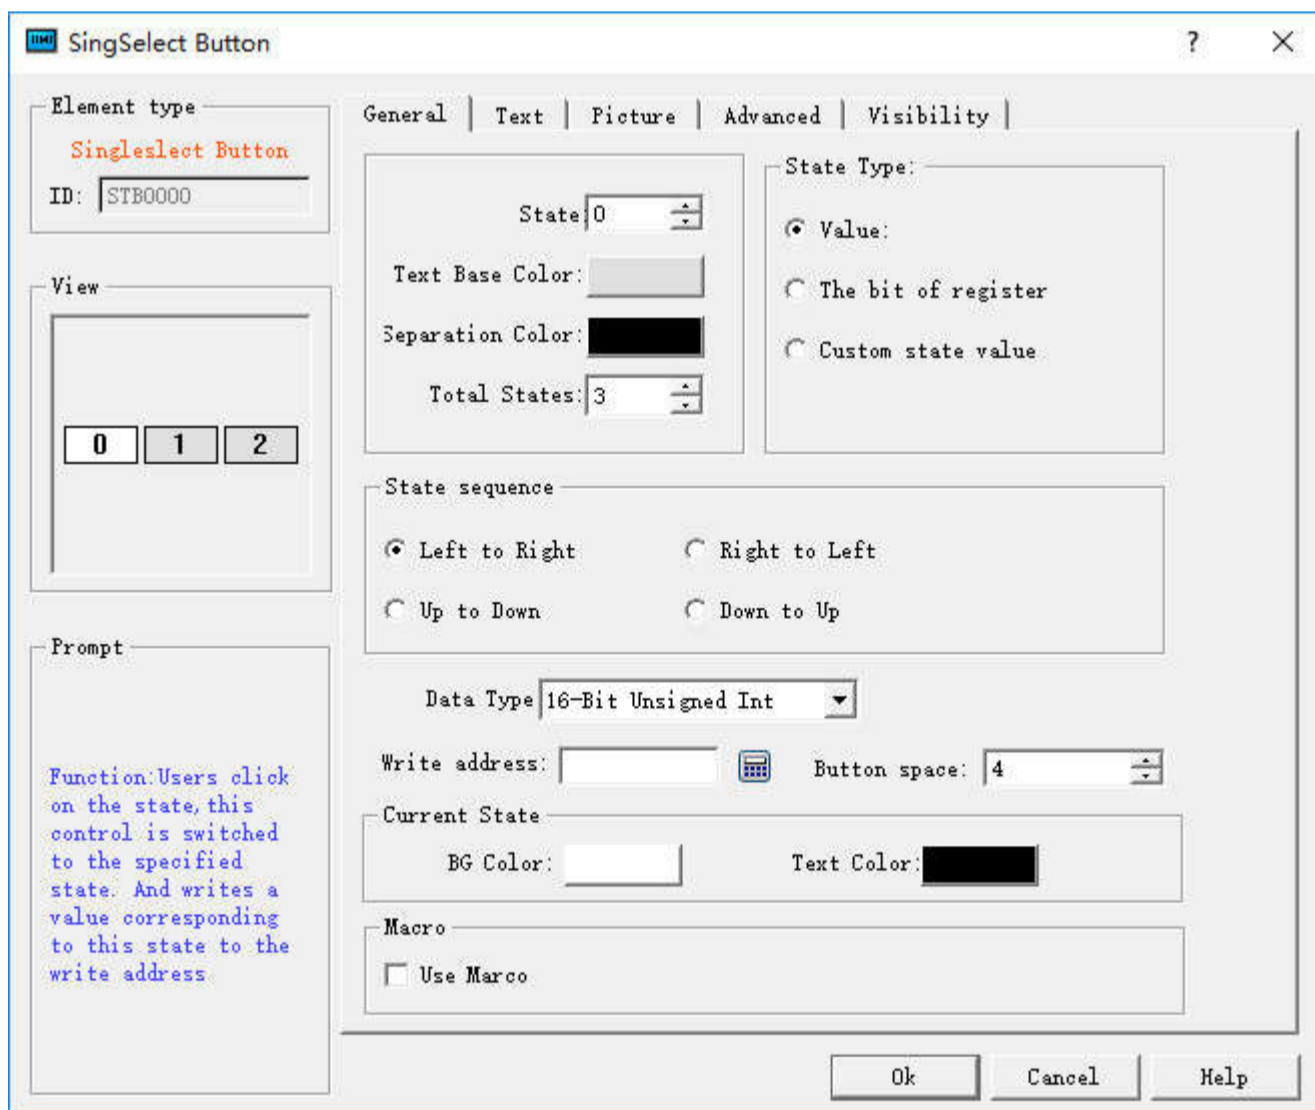 SingSelect Button
?
Element type
Singleslect Button
ID: STB0000
View
0 1 2
Prompt
Function:Users click
on the state,this
control is switched
to the specified
state. And writes a
value corresponding
to this state to the
write address
General Text Picture Advanced Visibility
State 0
Text Base Color:
Separation Color:
Total States: 3
State Type:
Value:
The bit of register
Custom state value
State sequence
Left to Right Right to Left
Up to Down Down to Up
Data Type 16-Bit Unsigned Int
Write address: Button space: 4
Current State
BG Color: Text Color:
Macro
Use Marco
Ok Cancel Help